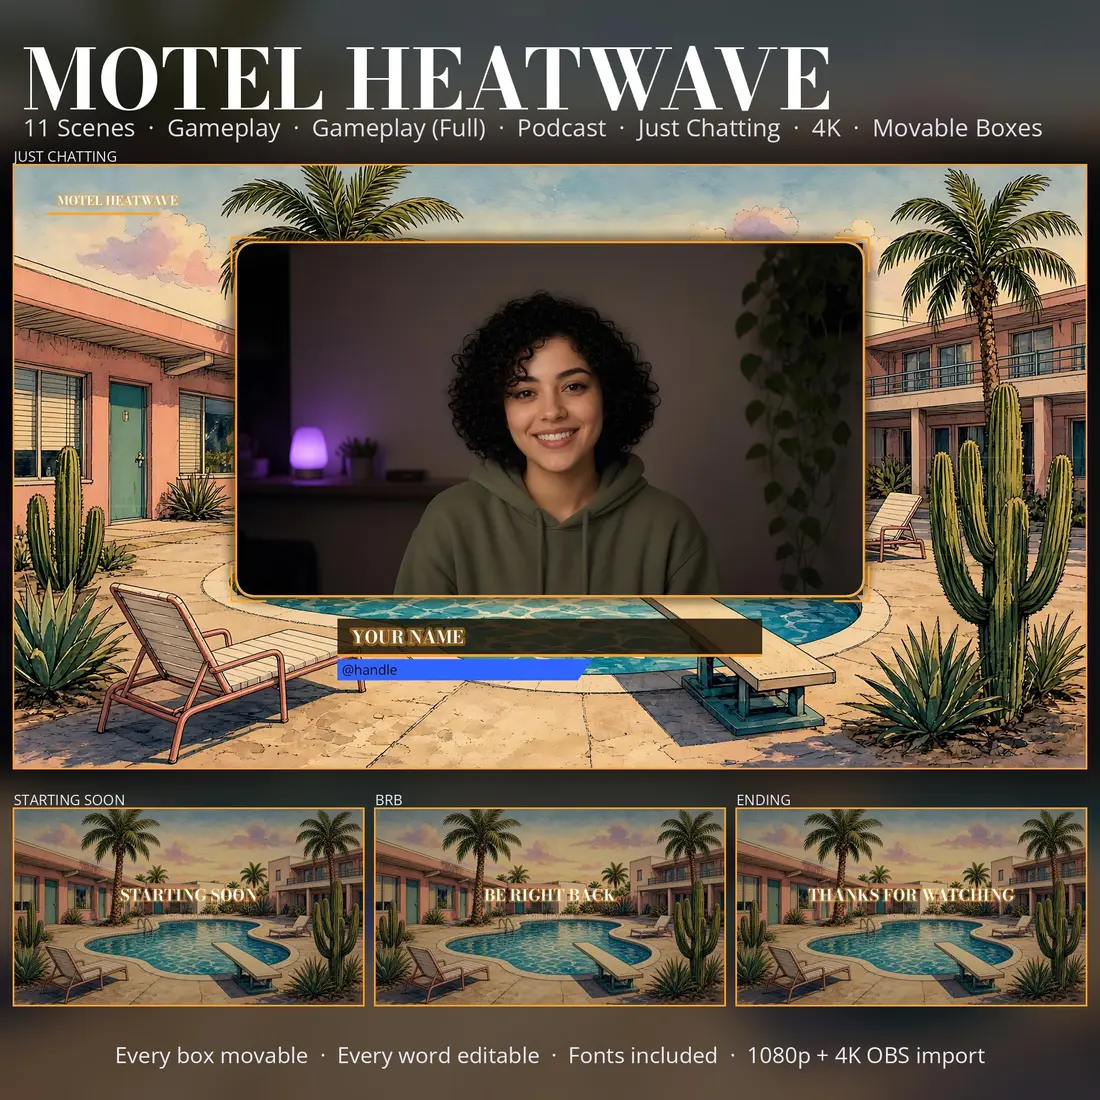 MOTEL HEATWAVE
11 Scenes · Gameplay · Gameplay (Full) · Podcast · Just Chatting · 4K · Movable Boxes
JUST CHATTING
MOTEL HEATWAVE
YOUR NAME
@handle
STARTING SOON
BRB
ENDING
STARTING SOON
BE RIGHT BACK
THANKS FOR WATCHING
Every box movable · Every word editable · Fonts included · 1080p + 4K OBS import